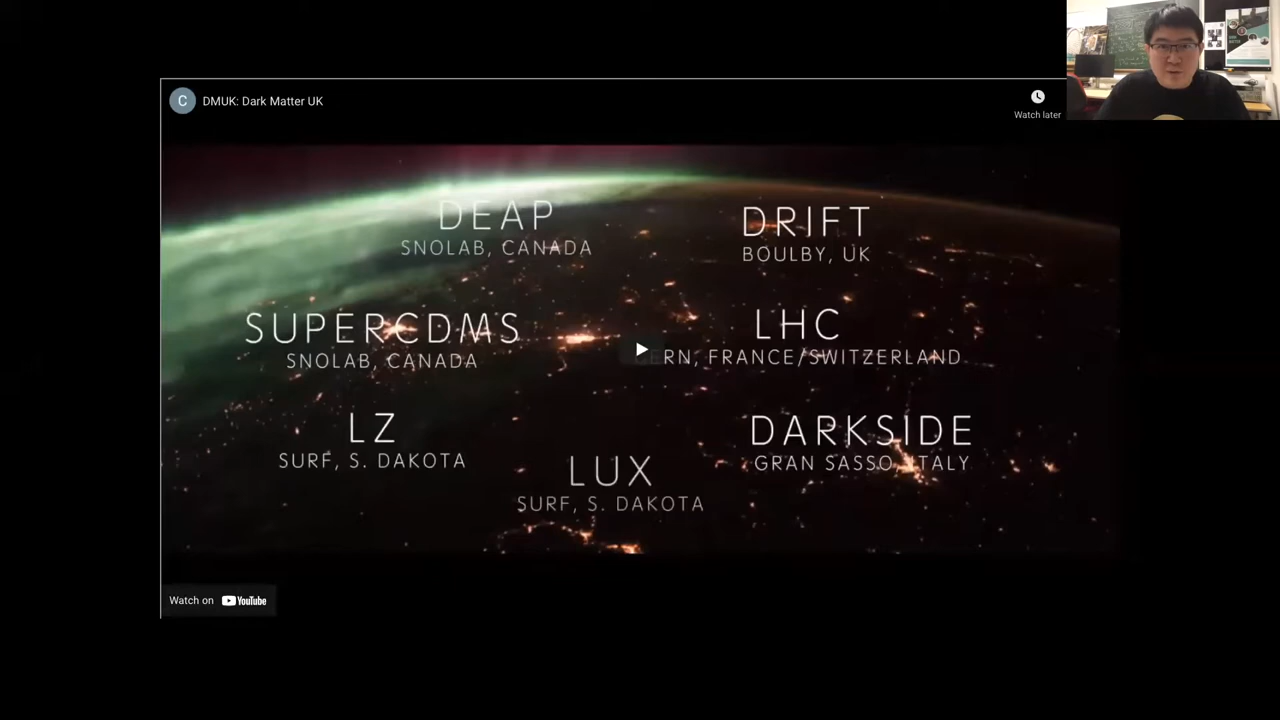 C DMUK: Dark Matter UK
Watch later
DEAP
SNOLAB, CANADA
DRIFT
BOULBY, UK
SUPERCDMS
SNOLAB, CANADA
LHC
CERN, FRANCE/SWITZERLAND
LZ
SURF, S. DAKOTA
DARKSIDE
GRAN SASSO, ITALY
LUX
SURF, S. DAKOTA
Watch on YouTube